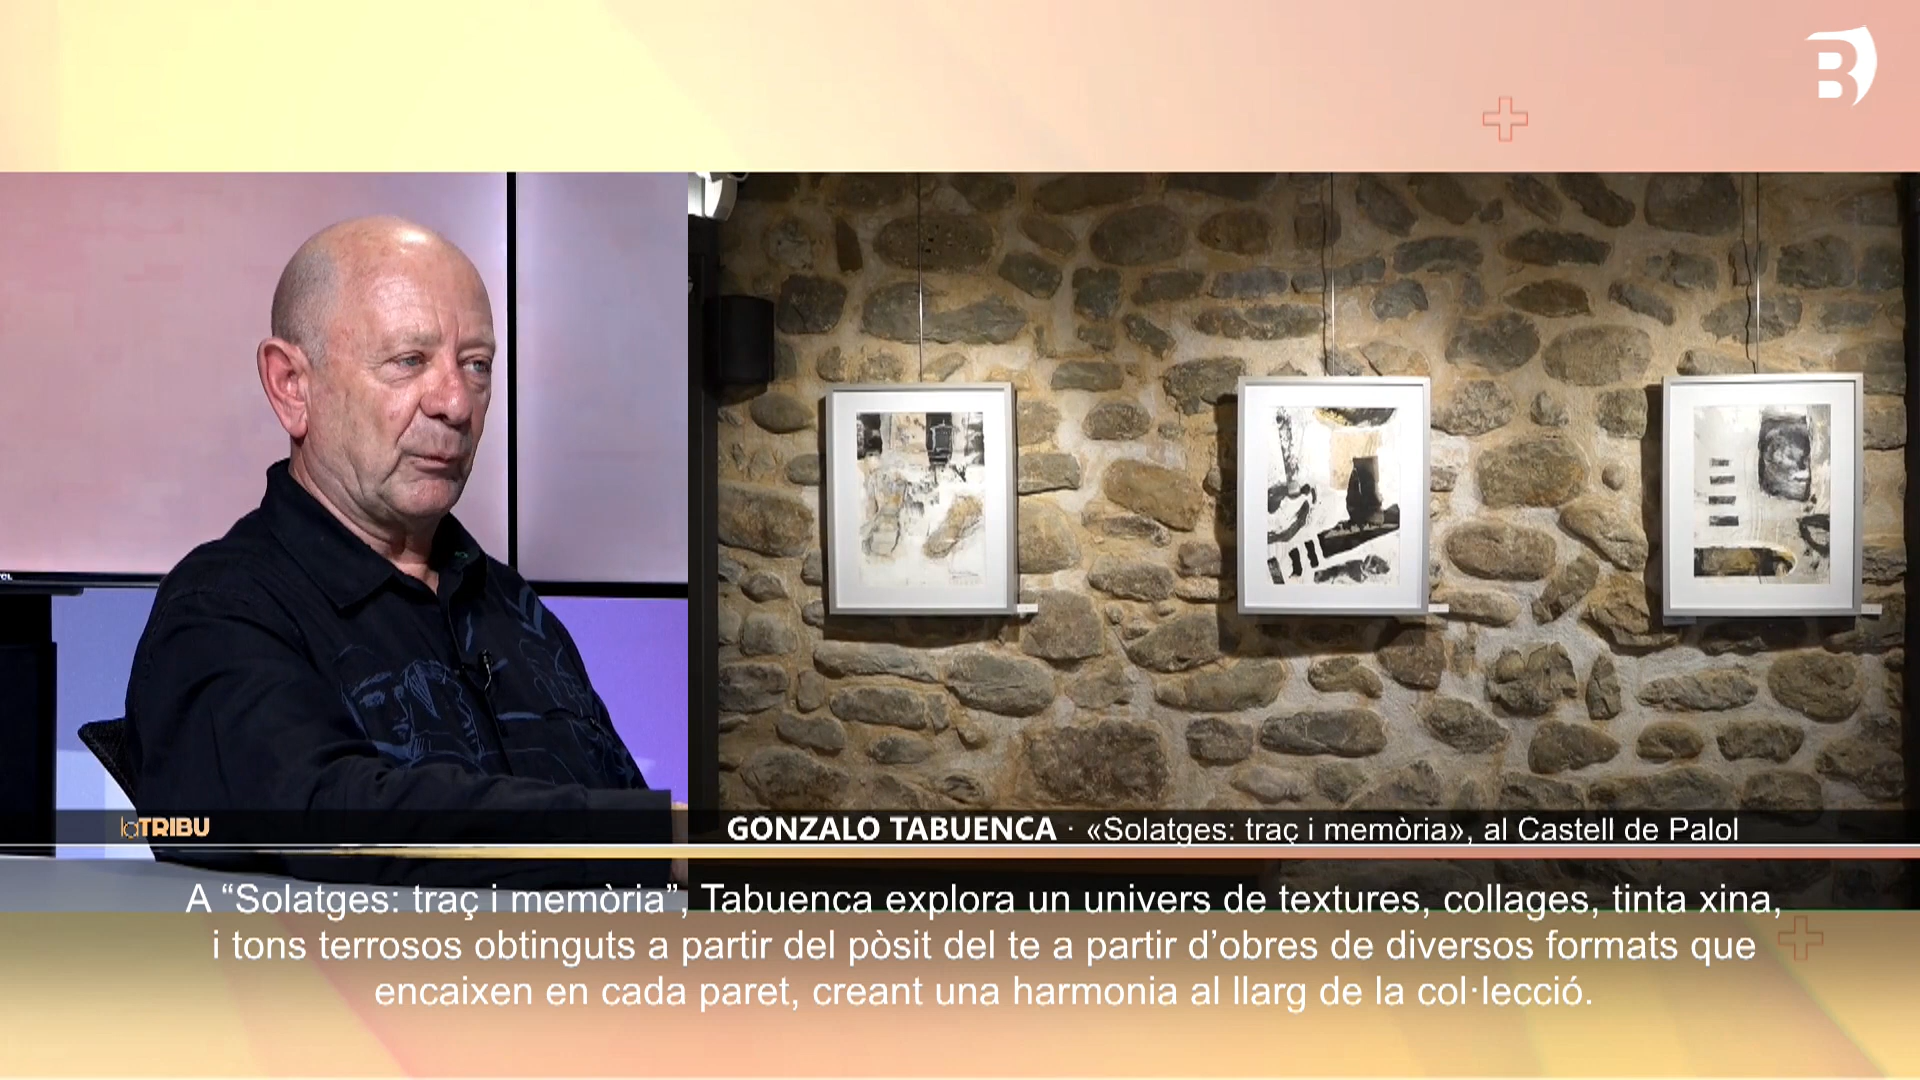 B
TCL
laTRIBU
GONZALO TABUENCA · «Solatges: traç i memòria», al Castell de Palol
A “Solatges: traç i memòria”, Tabuenca explora un univers de textures, collages, tinta xina,
i tons terrosos obtinguts a partir del pòsit del te a partir d’obres de diversos formats que
encaixen en cada paret, creant una harmonia al llarg de la col·lecció.